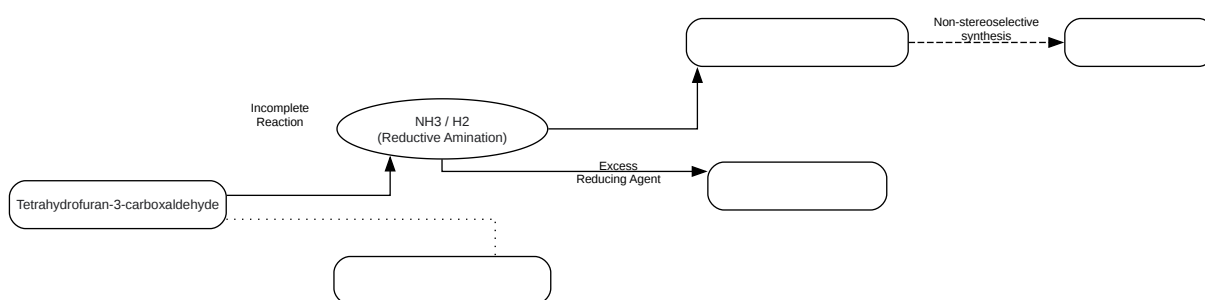 Non-stereoselective
synthesis
Incomplete
Reaction
NH3 / H2
(Reductive Amination)
Excess
Reducing Agent
Tetrahydrofuran-3-carboxaldehyde